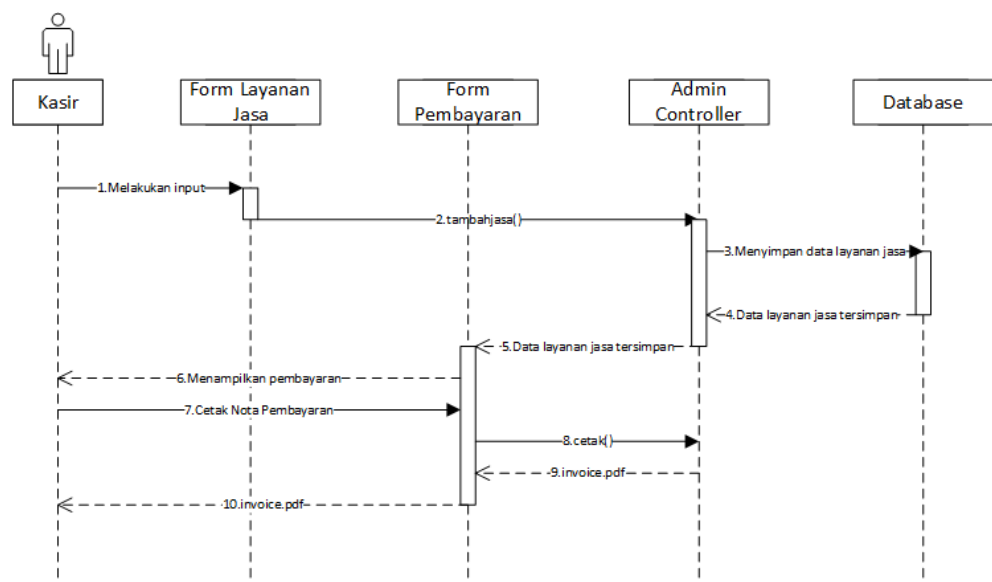 Kasir
Form Layanan
Jasa
Form
Pembayaran
Admin
Controller
Database
1.Melakukan input
2.tambahjasa()
3.Menyimpan data layanan jasa
4.Data layanan jasa tersimpan
5.Data layanan jasa tersimpan
6.Menampilkan pembayaran
7.Cetak Nota Pembayaran
8.cetak()
9.invoice.pdf
10.invoice.pdf